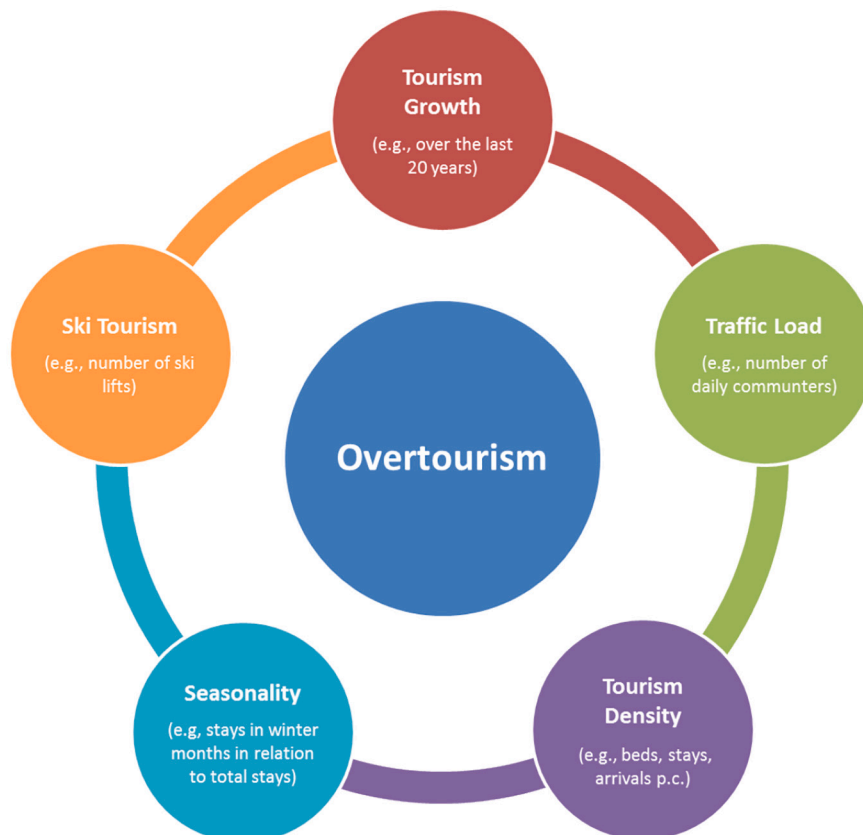 Tourism
Growth
(e.g., over the last
20 years)
Ski Tourism
(e.g., number of ski
lifts)
Traffic Load
(e.g., number of
daily communters)
Overtourism
Seasonality
(e.g, stays in winter
months in relation
to total stays)
Tourism
Density
(e.g., beds, stays,
arrivals p.c.)